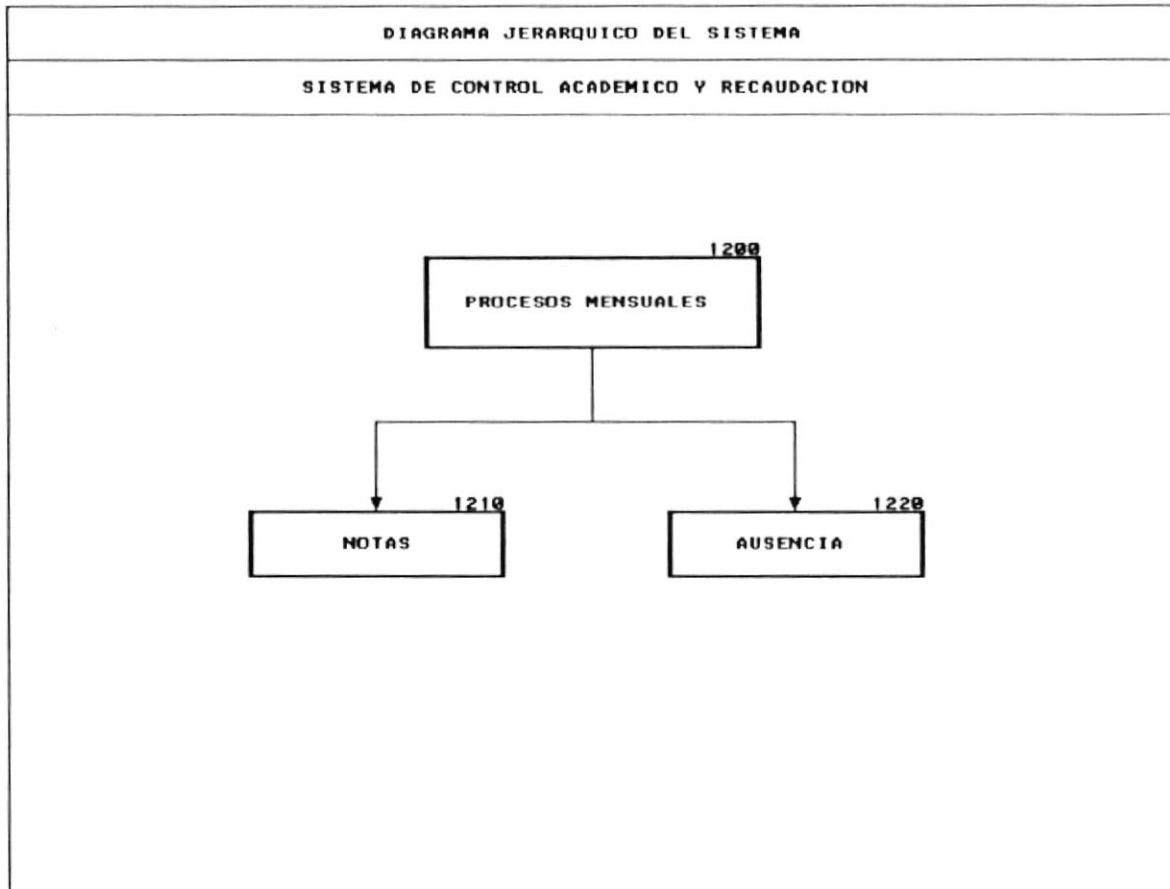 DIAGRAMA JERARQUICO DEL SISTEMA
SISTEMA DE CONTROL ACADEMICO Y RECAUDACION
1200
PROCESOS MENSUALES
1210
NOTAS
1220
AUSENCIA